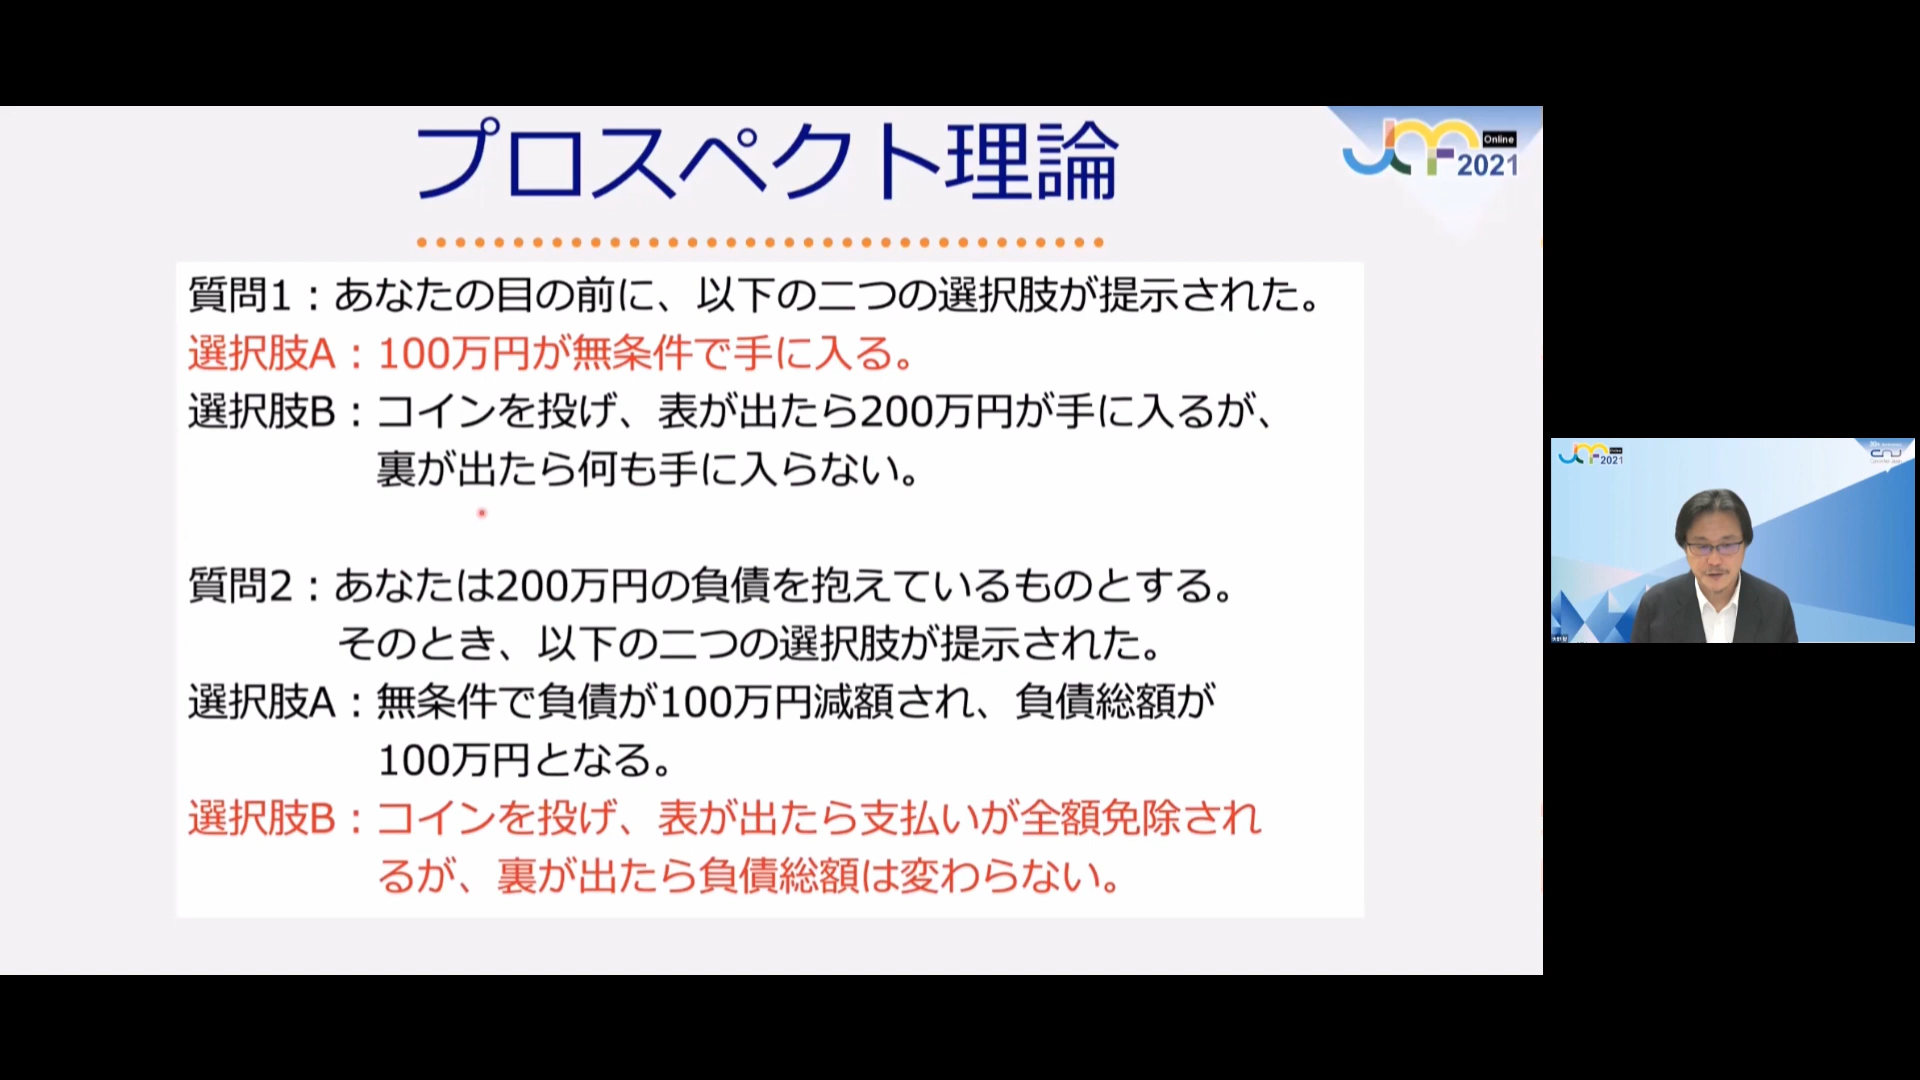 プロスペクト理論
Online
JCMF2021
質問1：あなたの目の前に、以下の二つの選択肢が提示された。
選択肢A：100万円が無条件で手に入る。
選択肢B：コインを投げ、表が出たら200万円が手に入るが、
裏が出たら何も手に入らない。
質問2：あなたは200万円の負債を抱えているものとする。
そのとき、以下の二つの選択肢が提示された。
選択肢A：無条件で負債が100万円減額され、負債総額が
100万円となる。
選択肢B：コインを投げ、表が出たら支払いが全額免除され
るが、裏が出たら負債総額は変わらない。
2021